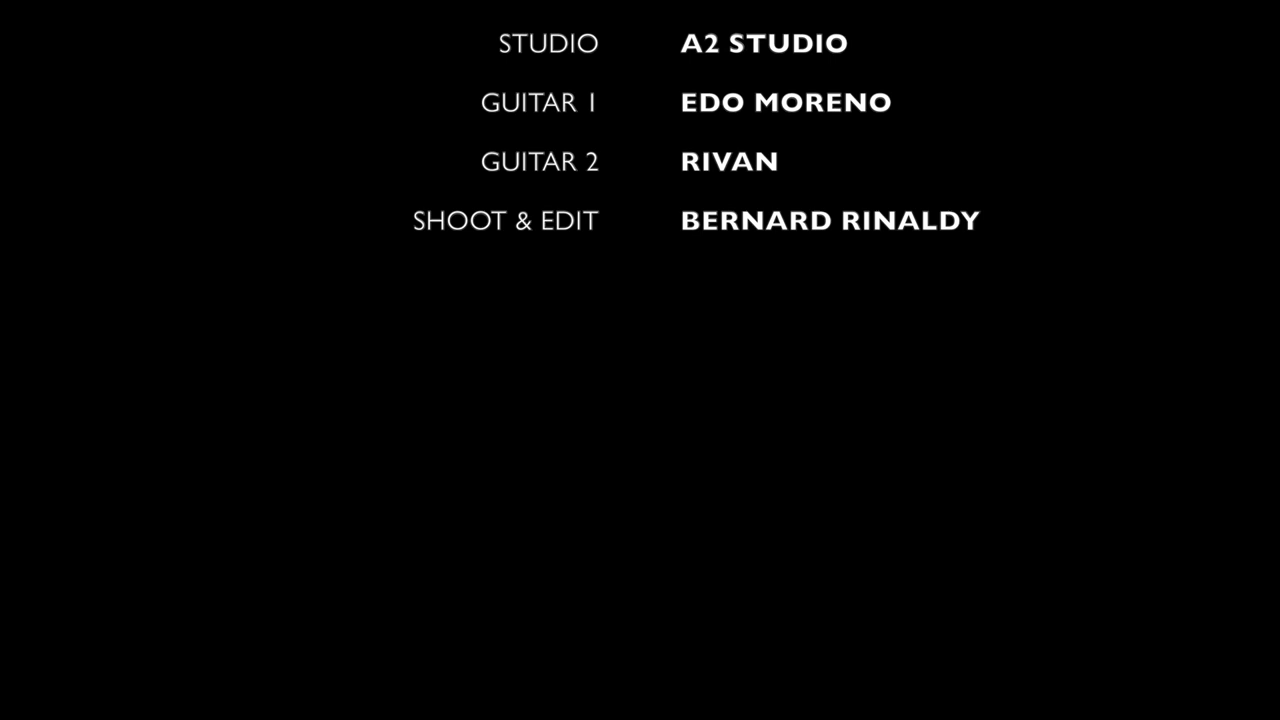 STUDIO A2 STUDIO
GUITAR 1 EDO MORENO
GUITAR 2 RIVAN
SHOOT & EDIT BERNARD RINALDY